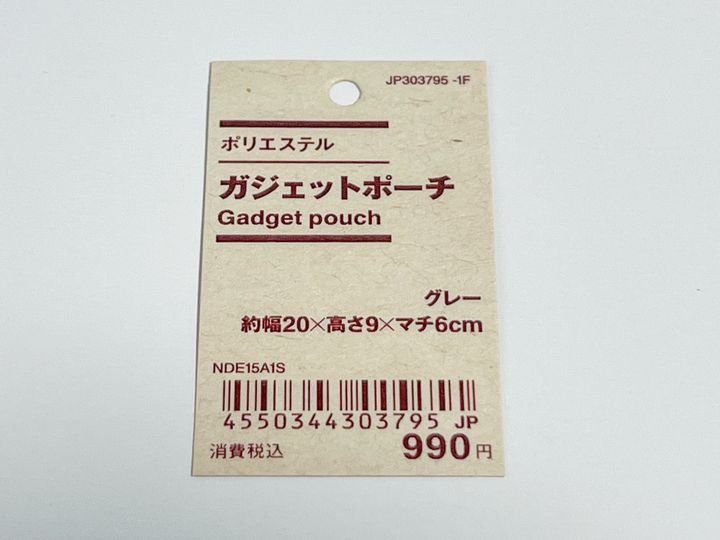 JP303795 -1F
ポリエステル
ガジェットポーチ
Gadget pouch
グレー
約幅20×高さ9×マチ6cm
NDE15A1S
4550344303795 JP
消費税込 990円